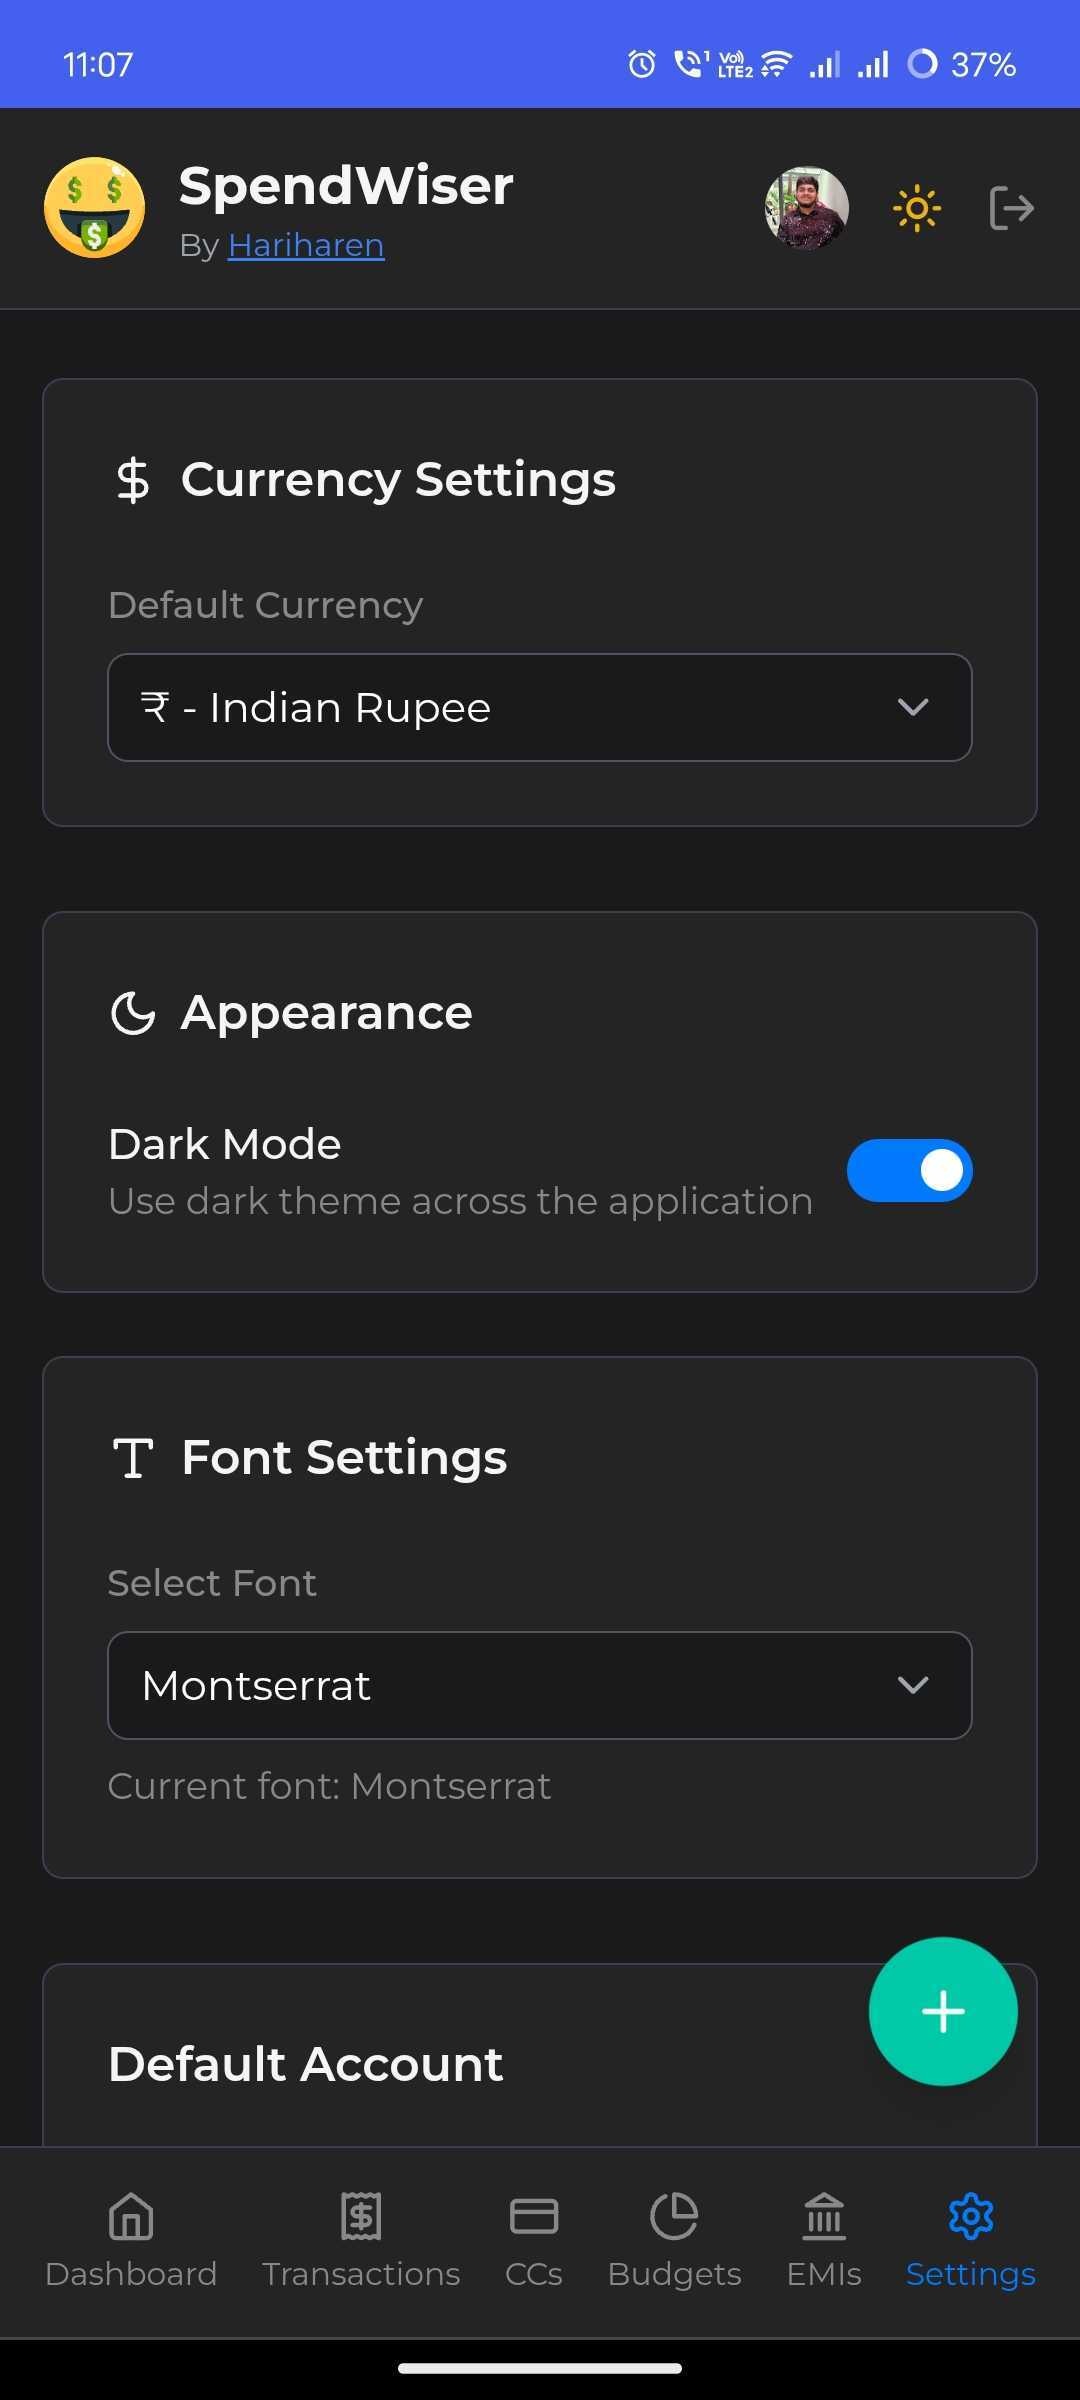 11:07
1 Vo)) LTE2 37%
SpendWiser
By Hariharen
Currency Settings
Default Currency
₹ - Indian Rupee
Appearance
Dark Mode
Use dark theme across the application
Font Settings
Select Font
Montserrat
Current font: Montserrat
Default Account
Dashboard Transactions CCs Budgets EMIs Settings